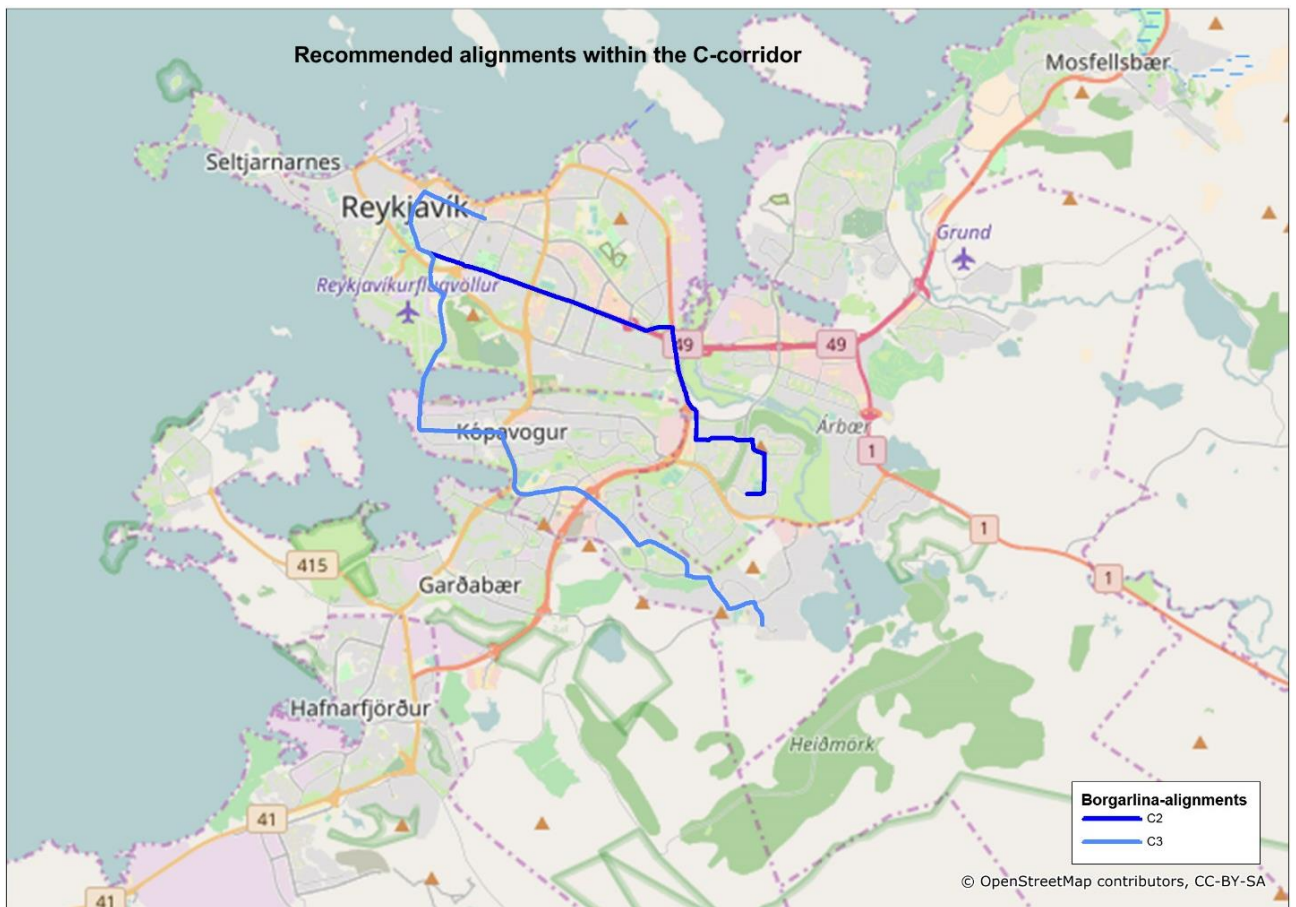 Recommended alignments within the C-corridor
Mosfellsbær
Seltjarnarnes
Reykjavík
Grund
Reykjavíkurflugvöllur
49
49
Árbær
Kópavogur
1
1
415
1
Garðabær
Hafnarfjörður
Heiðmörk
41
41
Borgarlina-alignments
C2
C3
© OpenStreetMap contributors, CC-BY-SA